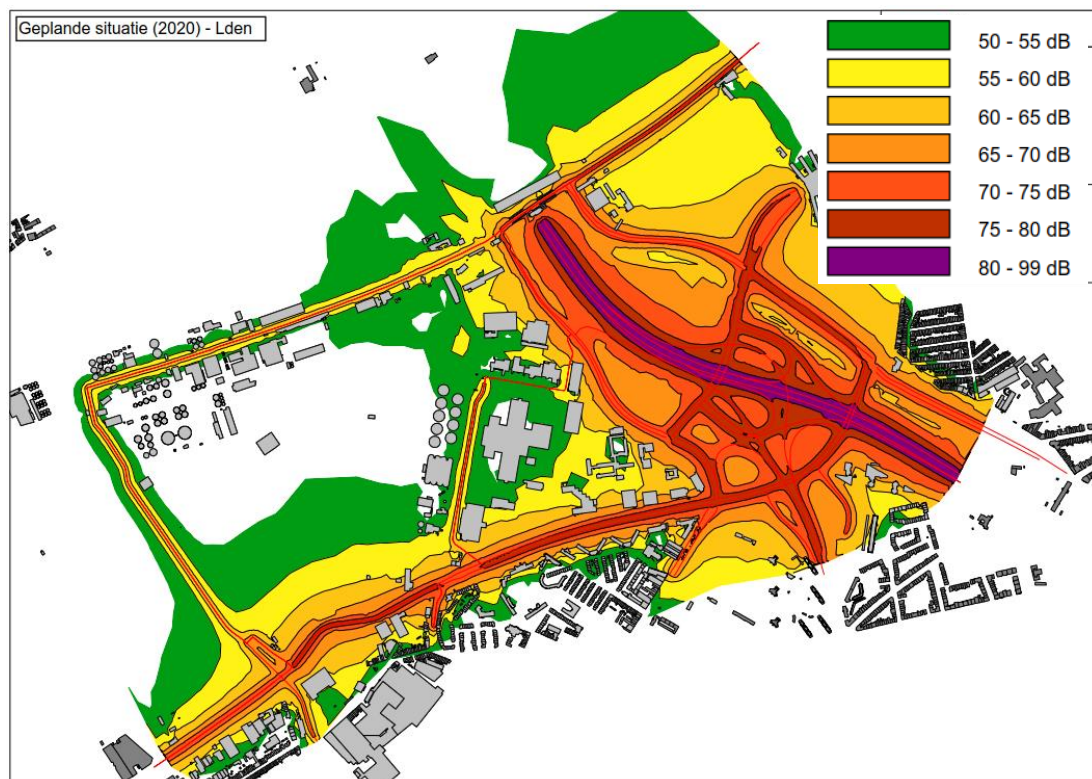 Geplande situatie (2020) - Lden
50 - 55 dB
55 - 60 dB
60 - 65 dB
65 - 70 dB
70 - 75 dB
75 - 80 dB
80 - 99 dB